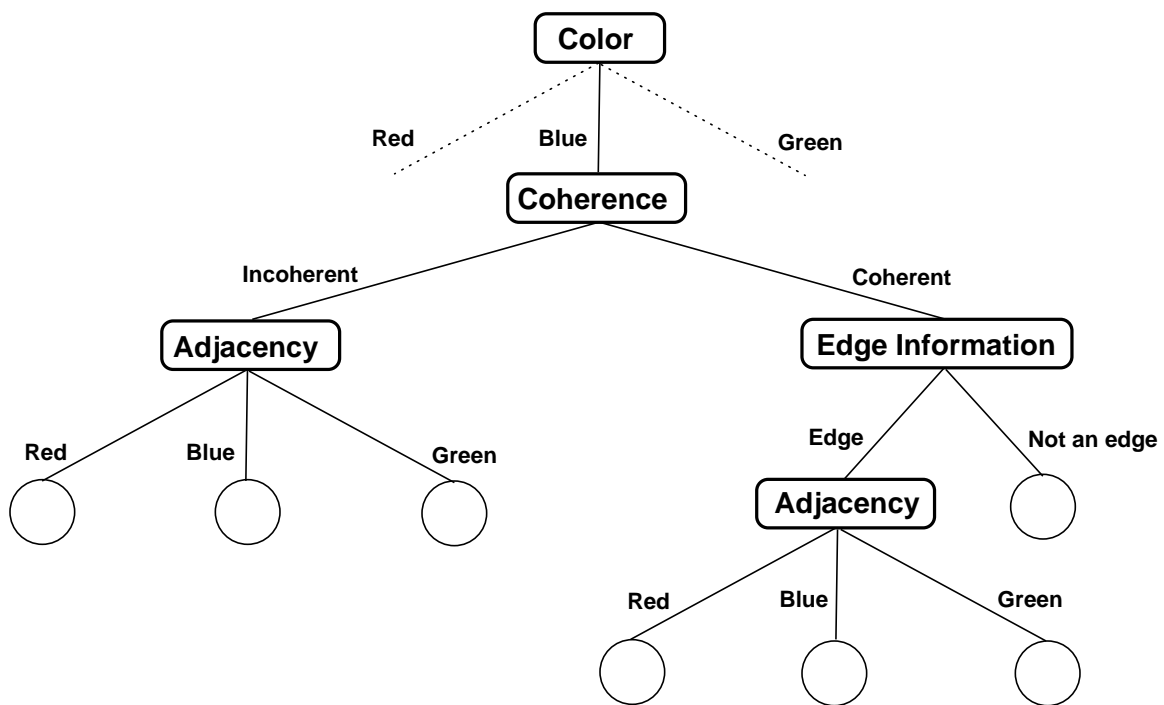 Color
Red
Blue
Green
Coherence
Incoherent
Coherent
Adjacency
Edge Information
Red
Blue
Green
Edge
Not an edge
Adjacency
Red
Blue
Green